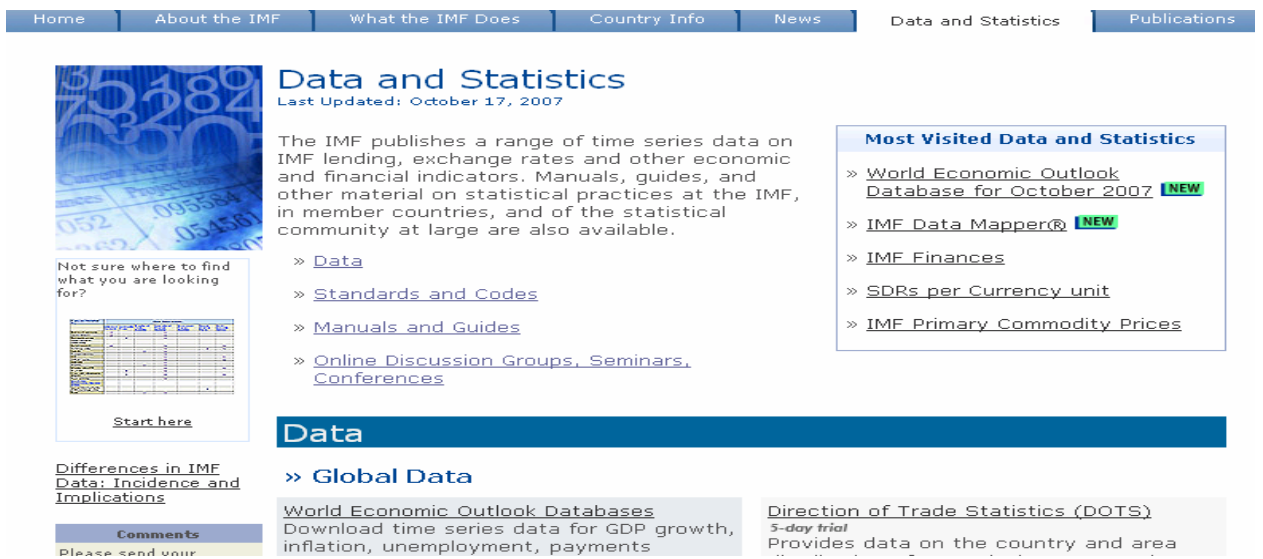 Home About the IMF What the IMF Does Country Info News Data and Statistics Publications
Data and Statistics
Last Updated: October 17, 2007
The IMF publishes a range of time series data on
IMF lending, exchange rates and other economic
and financial indicators. Manuals, guides, and
other material on statistical practices at the IMF,
in member countries, and of the statistical
community at large are also available.
» Data
» Standards and Codes
» Manuals and Guides
» Online Discussion Groups, Seminars,
Conferences
Most Visited Data and Statistics
» World Economic Outlook
Database for October 2007 NEW
» IMF Data Mapper® NEW
» IMF Finances
» SDRs per Currency unit
» IMF Primary Commodity Prices
Not sure where to find
what you are looking
for?
Start here
Differences in IMF
Data: Incidence and
Implications
Comments
Please send your
Data
» Global Data
World Economic Outlook Databases
Download time series data for GDP growth,
inflation, unemployment, payments
Direction of Trade Statistics (DOTS)
5-day trial
Provides data on the country and area